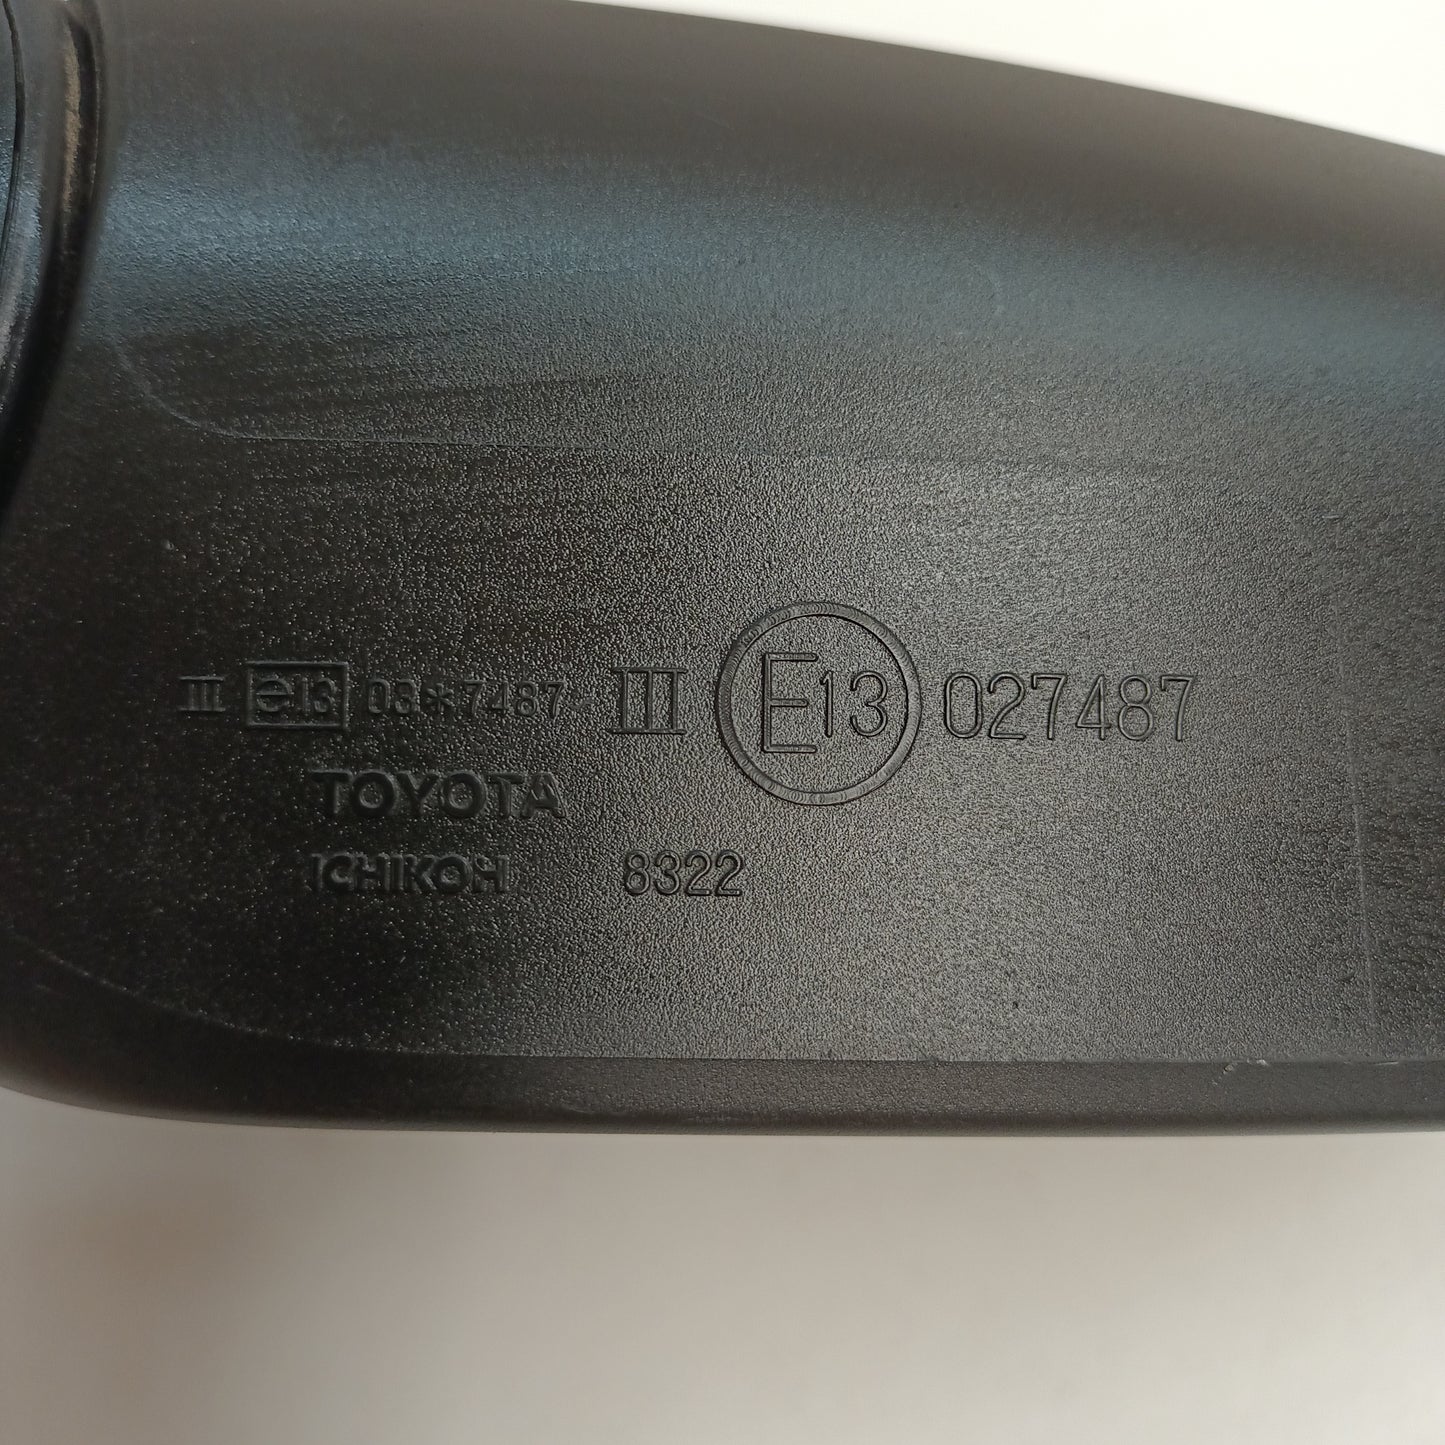 III e13 03*7487 III E13 027487
TOYOTA
ICHIKOH 8322